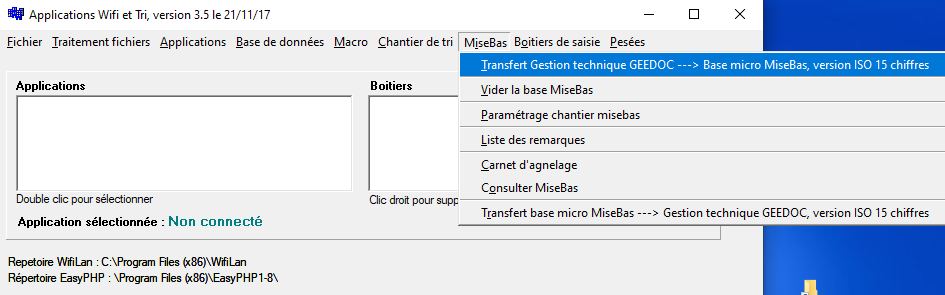 Applications Wifi et Tri, version 3.5 le 21/11/17
Fichier Traitement fichiers Applications Base de données Macro Chantier de tri MiseBas Boitiers de saisie Pesées
Transfert Gestion technique GEEDOC ---> Base micro MiseBas, version ISO 15 chiffres
Vider la base MiseBas
Paramétrage chantier misebas
Liste des remarques
Carnet d'agnelage
Consulter MiseBas
Transfert base micro MiseBas ---> Gestion technique GEEDOC, version ISO 15 chiffres
Applications
Boitiers
Double clic pour sélectionner
Clic droit pour supp
Application sélectionnée : Non connecté
Repetoire WifiLan : C:\Program Files (x86)\WifiLan
Répertoire EasyPHP : \Program Files (x86)\EasyPHP1-8\